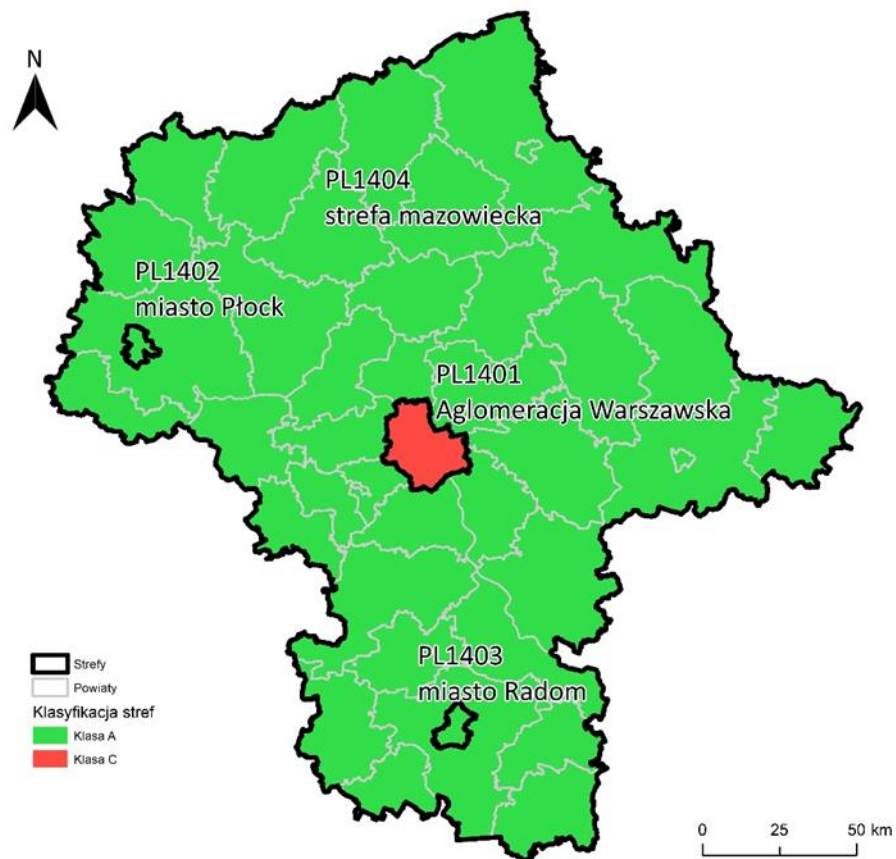 N
PL1404
strefa mazowiecka
PL1402
miasto Płock
PL1401
Aglomeracja Warszawska
PL1403
miasto Radom
Strefy
Powiaty
Klasyfikacja stref
Klasa A
Klasa C
0 25 50 km